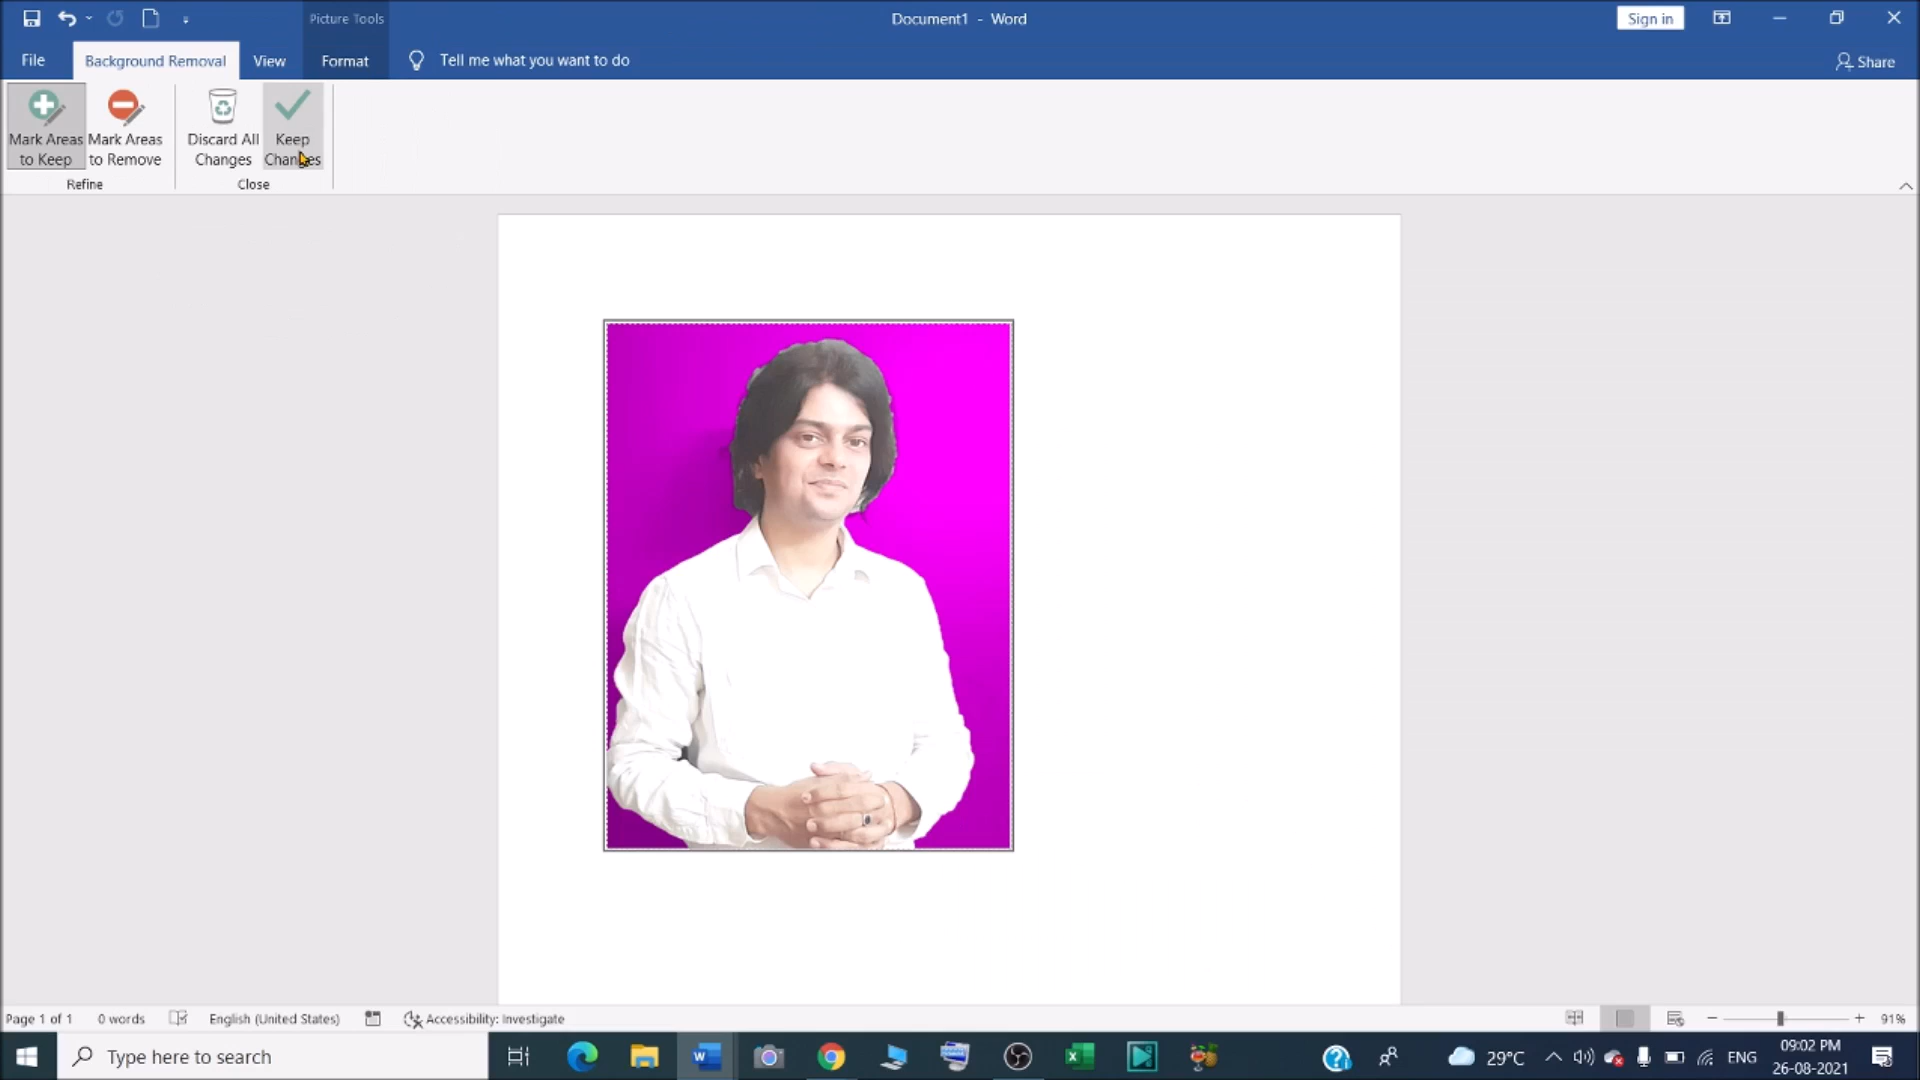 Picture Tools
Document1 - Word
Sign in
File
Background Removal
View
Format
Tell me what you want to do
Share
Mark Areas
to Keep
Mark Areas
to Remove
Discard All
Changes
Keep
Changes
Refine
Close
Page 1 of 1
0 words
English (United States)
Accessibility: Investigate
91%
Type here to search
29°C
ENG
09:02 PM
26-08-2021